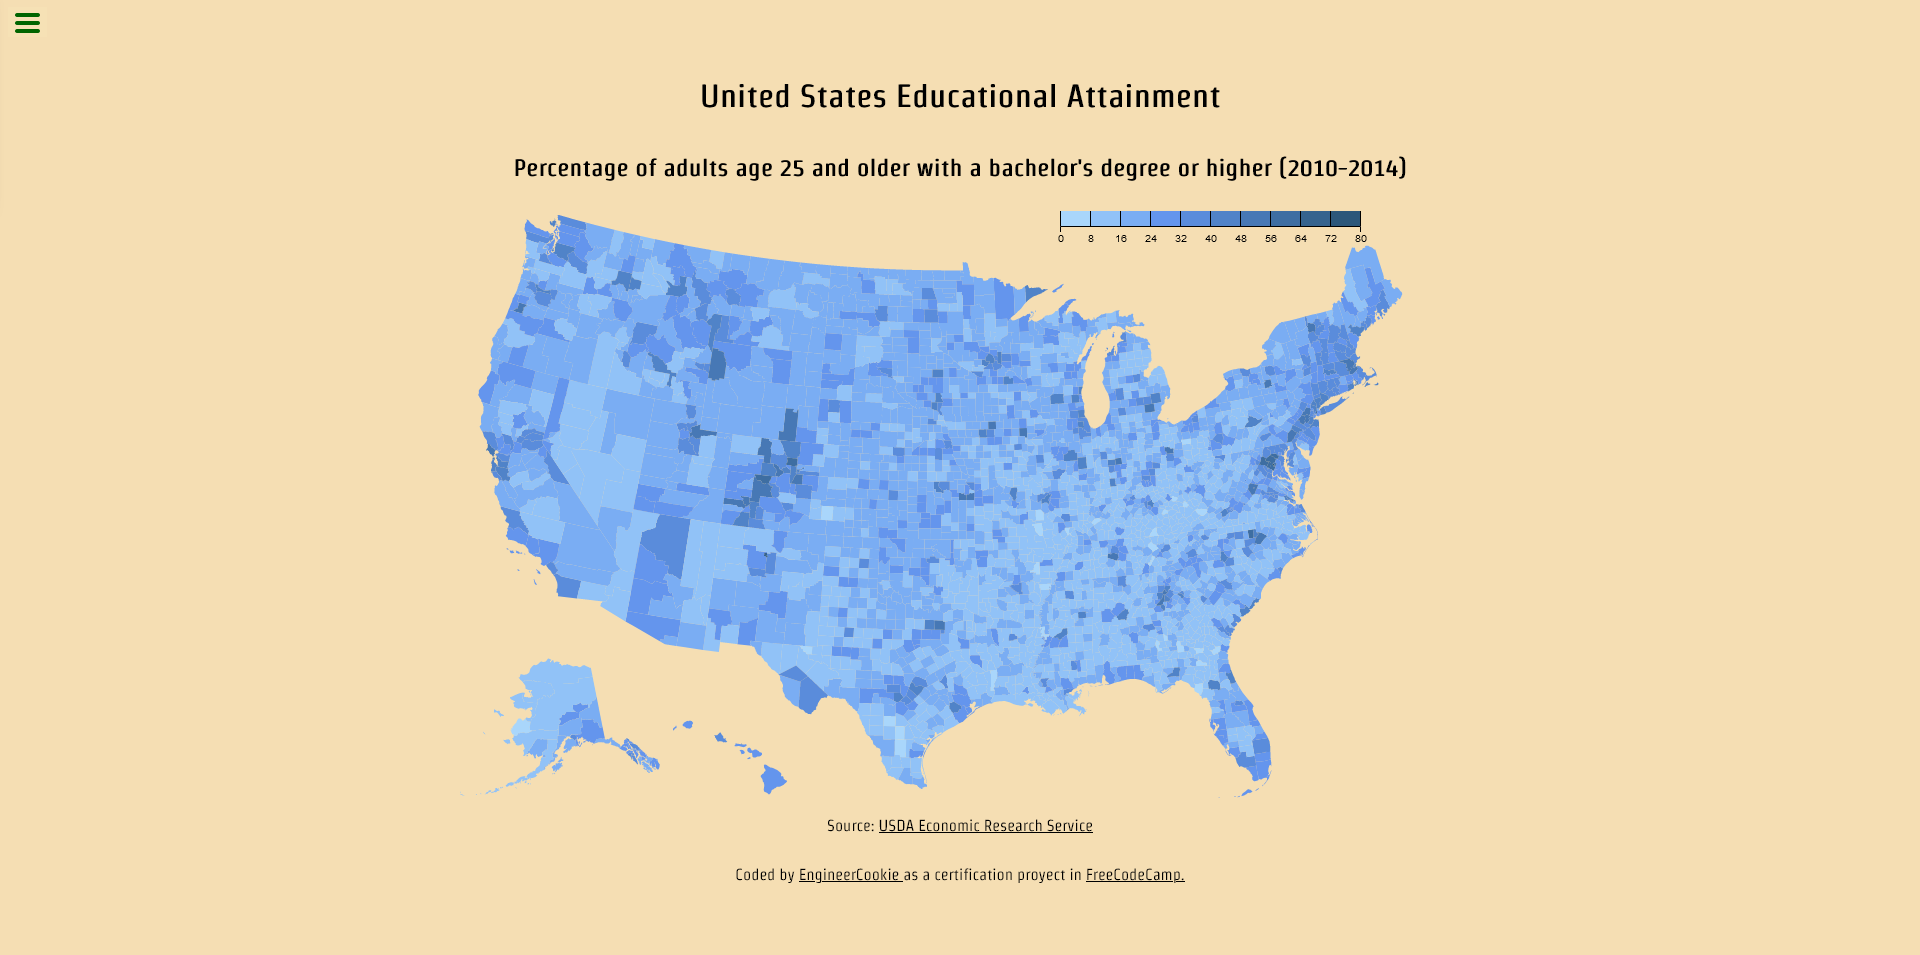 United States Educational Attainment
Percentage of adults age 25 and older with a bachelor's degree or higher (2010-2014)
0 8 16 24 32 40 48 56 64 72 80
Source: USDA Economic Research Service
Coded by EngineerCookie as a certification proyect in FreeCodeCamp.